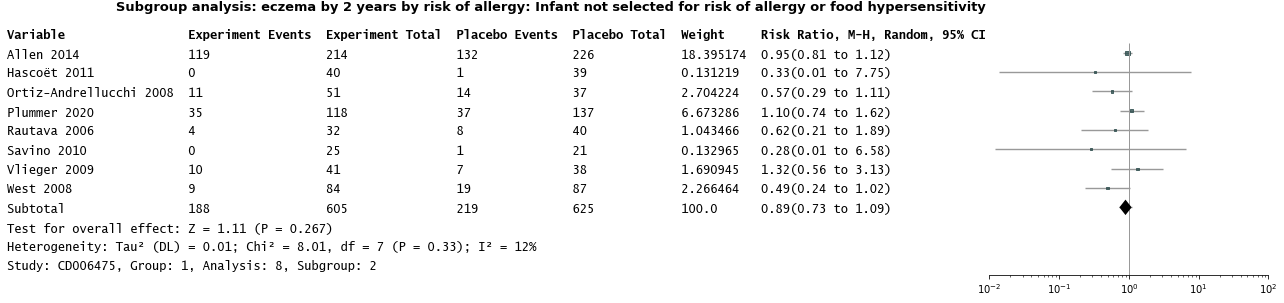 Subgroup analysis: eczema by 2 years by risk of allergy: Infant not selected for risk of allergy or food hypersensitivity
Variable Experiment Events Experiment Total Placebo Events Placebo Total Weight Risk Ratio, M-H, Random, 95% CI
Allen 2014 119 214 132 226 18.395174 0.95(0.81 to 1.12)
Hascoët 2011 0 40 1 39 0.131219 0.33(0.01 to 7.75)
Ortiz-Andrellucchi 2008 11 51 14 37 2.704224 0.57(0.29 to 1.11)
Plummer 2020 35 118 37 137 6.673286 1.10(0.74 to 1.62)
Rautava 2006 4 32 8 40 1.043466 0.62(0.21 to 1.89)
Savino 2010 0 25 1 21 0.132965 0.28(0.01 to 6.58)
Vlieger 2009 10 41 7 38 1.690945 1.32(0.56 to 3.13)
West 2008 9 84 19 87 2.266464 0.49(0.24 to 1.02)
Subtotal 188 605 219 625 100.0 0.89(0.73 to 1.09)
Test for overall effect: Z = 1.11 (P = 0.267)
Heterogeneity: Tau² (DL) = 0.01; Chi² = 8.01, df = 7 (P = 0.33); I² = 12%
Study: CD006475, Group: 1, Analysis: 8, Subgroup: 2
10⁻² 10⁻¹ 10⁰ 10¹ 10²